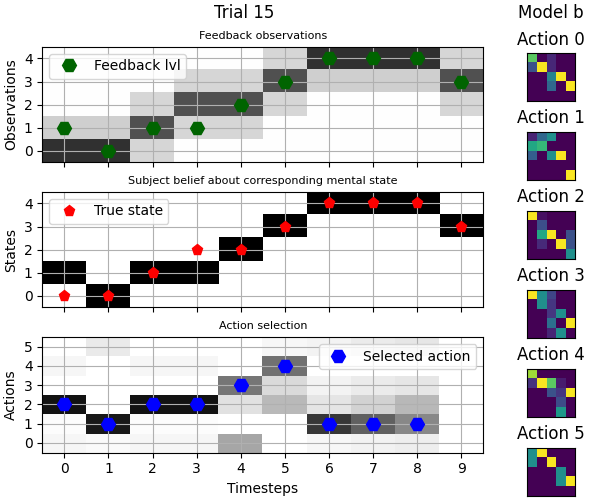 Trial 15
Model b
Feedback observations
Observations
4
3
2
1
0
Feedback lvl
Action 0
Action 1
Subject belief about corresponding mental state
States
4
3
2
1
0
True state
Action 2
Action 3
Action selection
Actions
5
4
3
2
1
0
Selected action
Action 4
Action 5
0 1 2 3 4 5 6 7 8 9
Timesteps